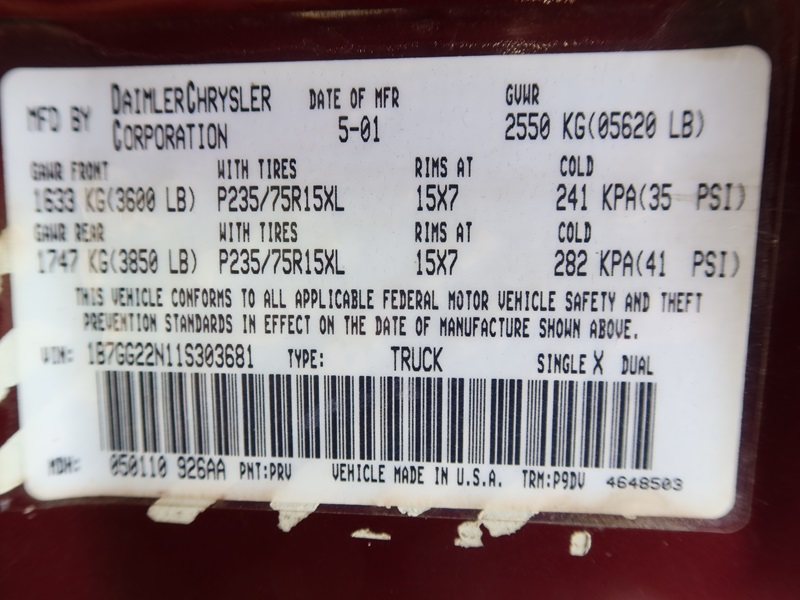 MFD BY DAIMLERCHRYSLER CORPORATION DATE OF MFR 5-01 GVWR 2550 KG(05620 LB)
GAWR FRONT WITH TIRES RIMS AT COLD
1633 KG(3600 LB) P235/75R15XL 15X7 241 KPA(35 PSI)
GAWR REAR WITH TIRES RIMS AT COLD
1747 KG(3850 LB) P235/75R15XL 15X7 282 KPA(41 PSI)
THIS VEHICLE CONFORMS TO ALL APPLICABLE FEDERAL MOTOR VEHICLE SAFETY AND THEFT
PREVENTION STANDARDS IN EFFECT ON THE DATE OF MANUFACTURE SHOWN ABOVE.
VIN: 1B7GG22N11S303681 TYPE: TRUCK SINGLE X DUAL
MDH: 050110 926AA PNT:PRV VEHICLE MADE IN U.S.A. TRM:P9DV 4648503